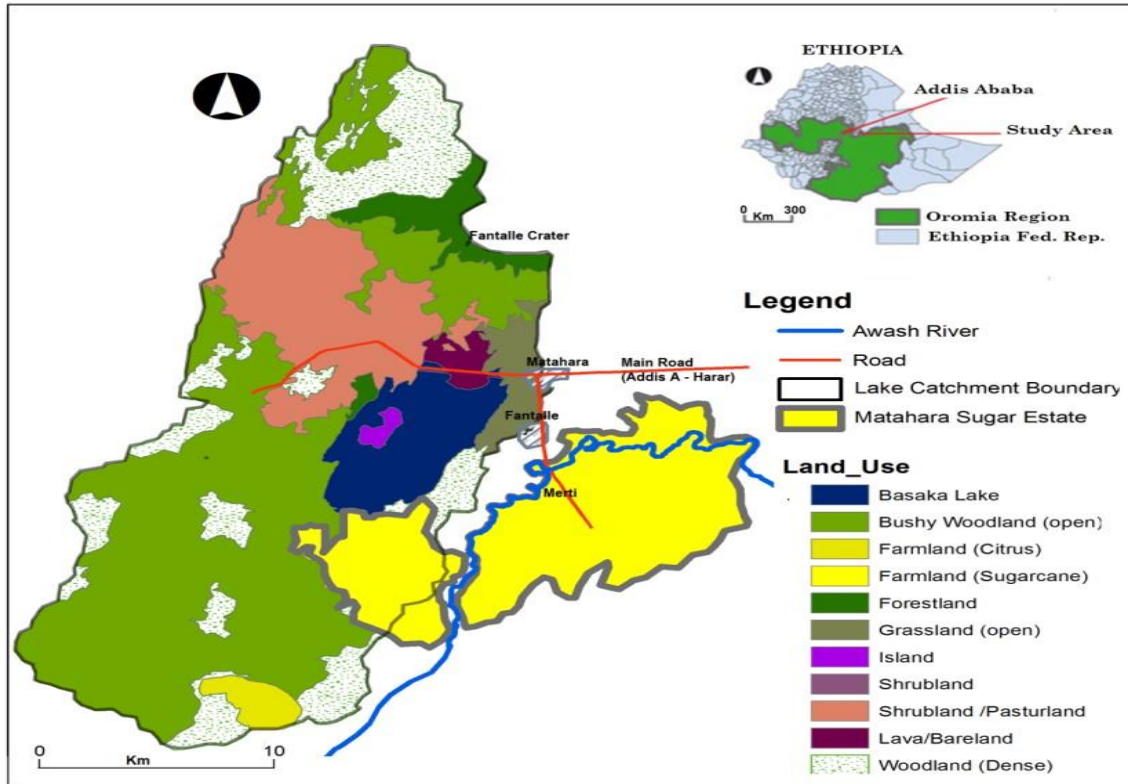 ETHIOPIA
Addis Ababa
Study Area
0 Km 300
Oromia Region
Ethiopia Fed. Rep.
Fantalle Crater
Matahara
Main Road
(Addis A - Harar)
Fantalle
Merti
0 10
Km
Legend
Awash River
Road
Lake Catchment Boundary
Matahara Sugar Estate
Land_Use
Basaka Lake
Bushy Woodland (open)
Farmland (Citrus)
Farmland (Sugarcane)
Forestland
Grassland (open)
Island
Shrubland
Shrubland /Pasturland
Lava/Bareland
Woodland (Dense)